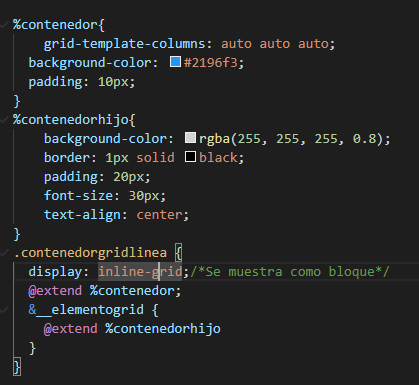 %contenedor{
grid-template-columns: auto auto auto;
background-color: #2196f3;
padding: 10px;
}
%contenedorhijo{
background-color: rgba(255, 255, 255, 0.8);
border: 1px solid black;
padding: 20px;
font-size: 30px;
text-align: center;
}
.contenedorgridlinea {
display: inline-grid;/*Se muestra como bloque*/
@extend %contenedor;
&__elementogrid {
@extend %contenedorhijo
}
}